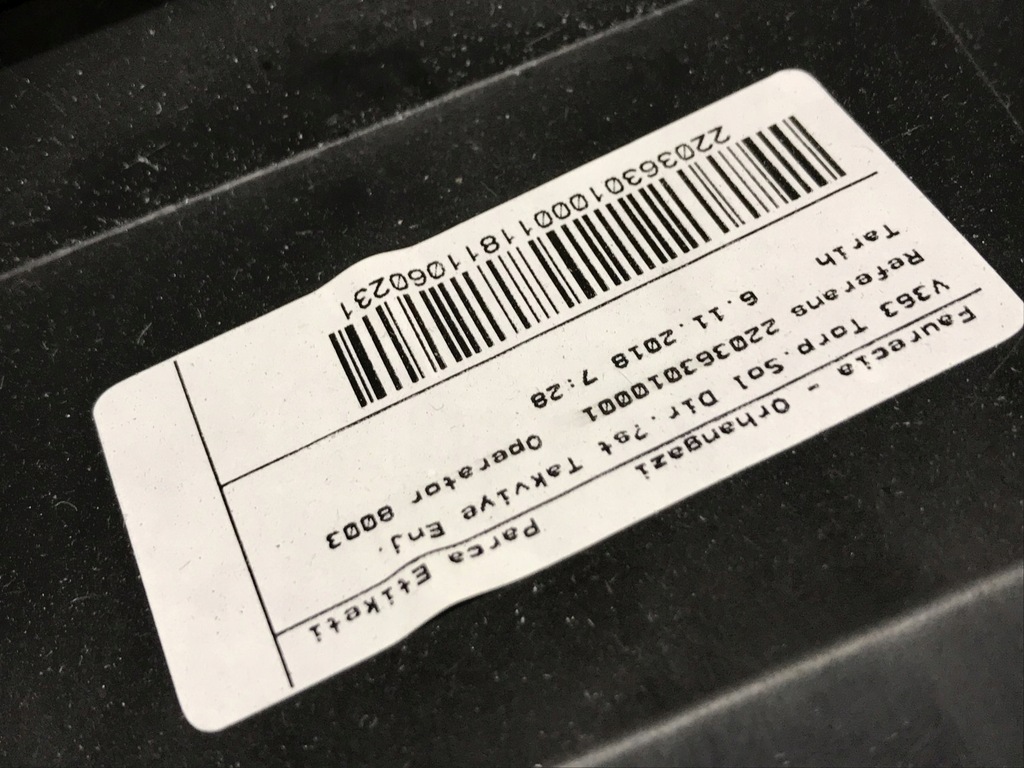 Faurecia - Orhangazi Parca Etiketi
V363 Torp.Sol Dir. ?st Takviye Enj.
Referans 220363010001 Operator 8003
Tarih 6.11.2018 7:28
2203630100011811060231